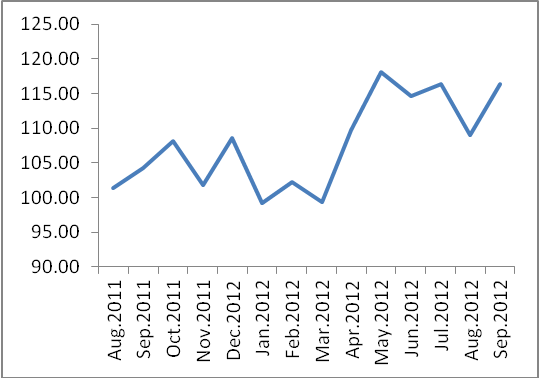 125.00
120.00
115.00
110.00
105.00
100.00
95.00
90.00
Aug.2011
Sep.2011
Oct.2011
Nov.2011
Dec.2012
Jan.2012
Feb.2012
Mar.2012
Apr.2012
May.2012
Jun.2012
Jul.2012
Aug.2012
Sep.2012